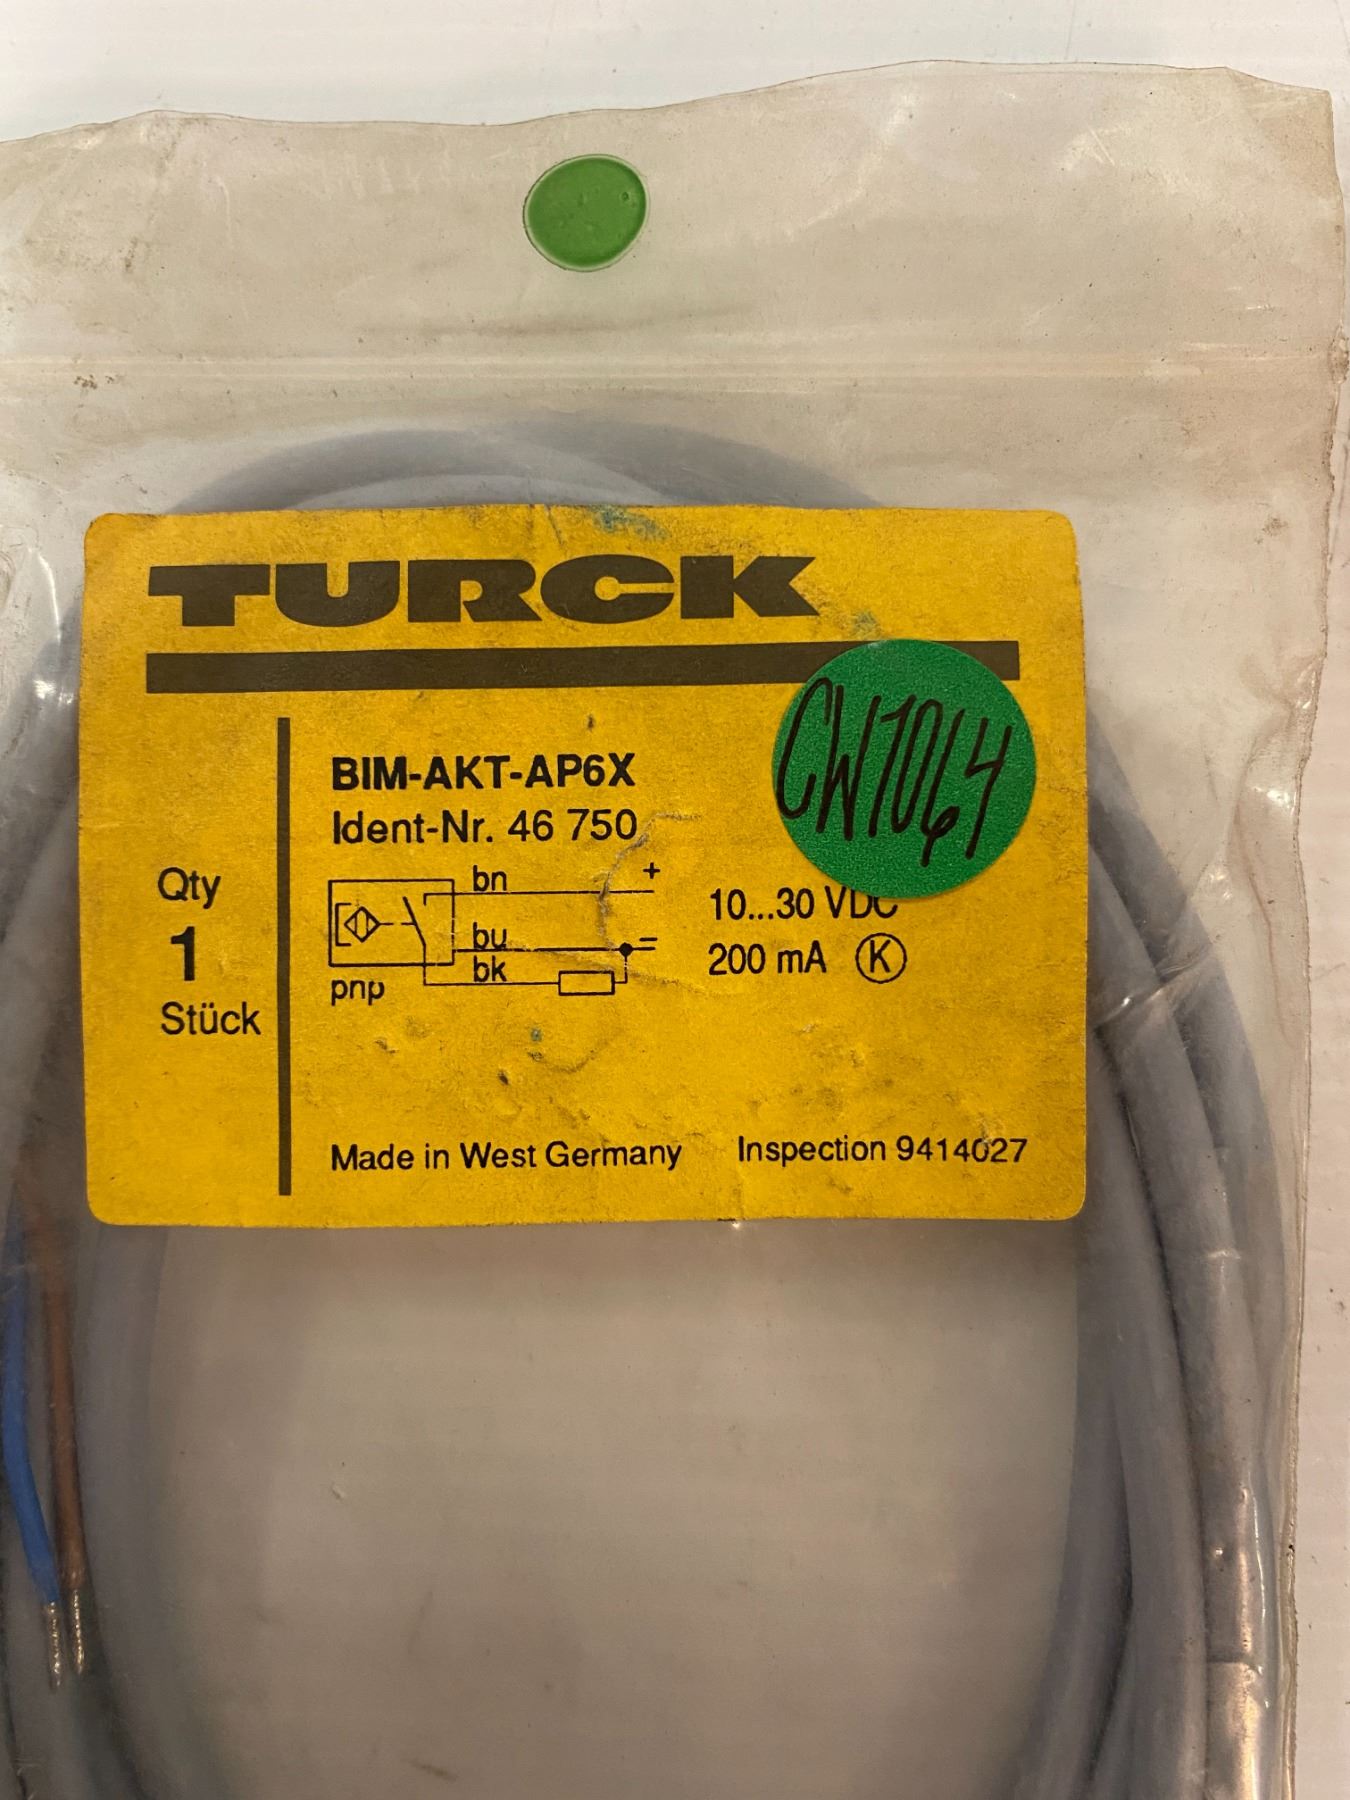 TURCK
CW1064
BIM-AKT-AP6X
Ident-Nr. 46 750
Qty
1
Stück
bn
+
bu
−
bk
pnp
10...30 VDC
200 mA K
Made in West Germany
Inspection 9414027